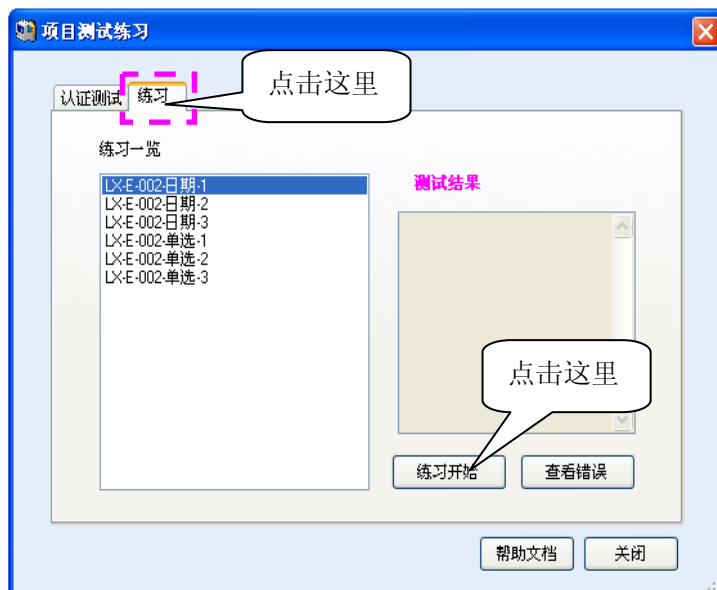 项目测试练习
点击这里
认证测试
练习
练习一览
测试结果
LX-E-002-日期-1
LX-E-002-日期-2
LX-E-002-日期-3
LX-E-002-单选-1
LX-E-002-单选-2
LX-E-002-单选-3
点击这里
练习开始
查看错误
帮助文档
关闭